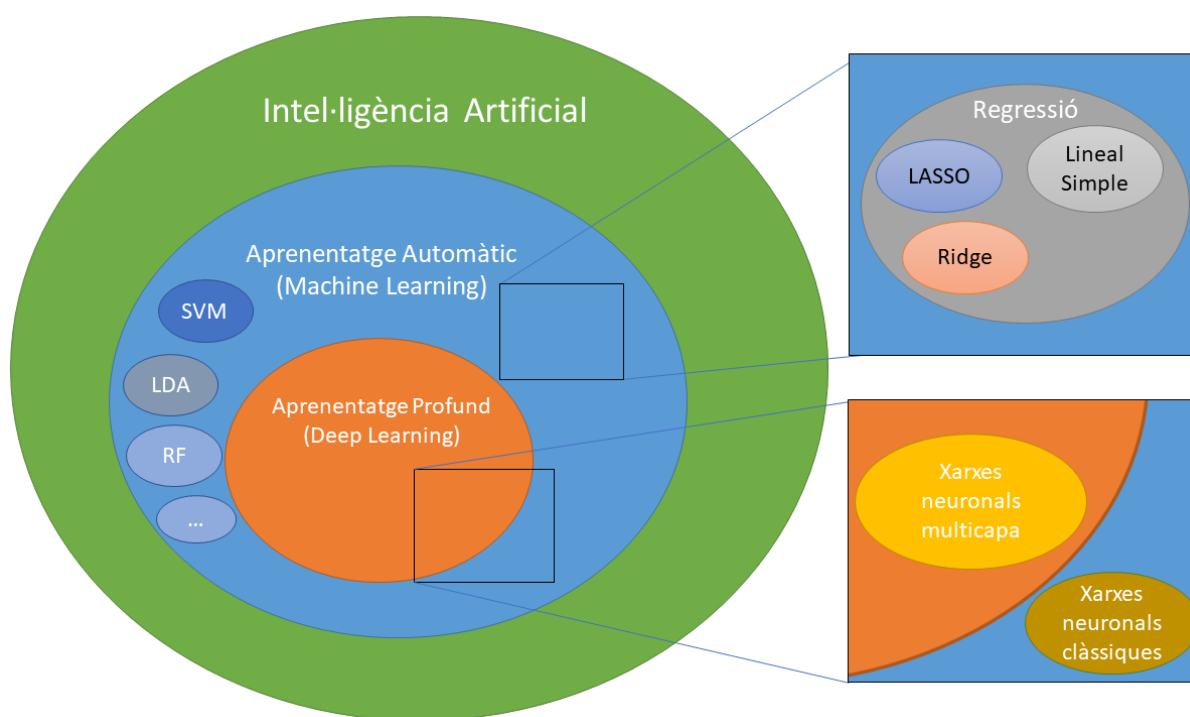 Intel·ligència Artificial
Aprenentatge Automàtic
(Machine Learning)
SVM
LDA
RF
...
Aprenentatge Profund
(Deep Learning)
Regressió
LASSO
Lineal
Simple
Ridge
Xarxes
neuronals
multicapa
Xarxes
neuronals
clàssiques